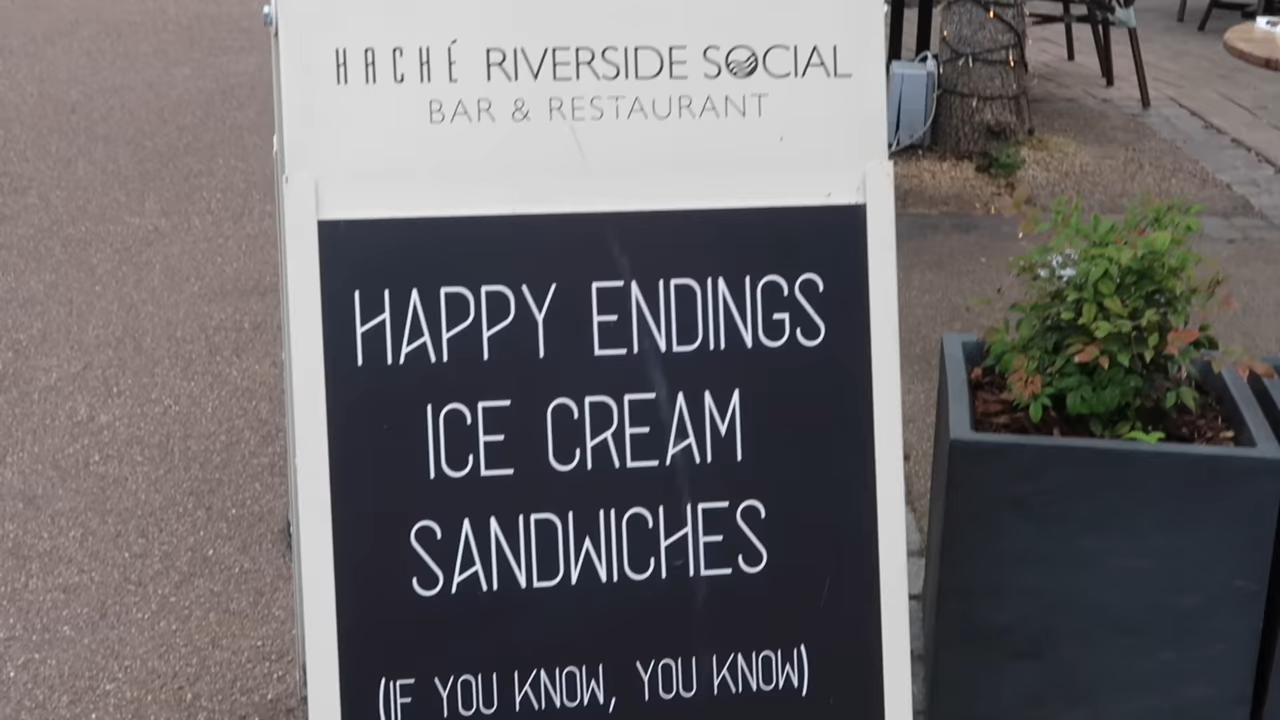 HACHÉ RIVERSIDE SOCIAL
BAR & RESTAURANT
HAPPY ENDINGS
ICE CREAM
SANDWICHES
(IF YOU KNOW, YOU KNOW)